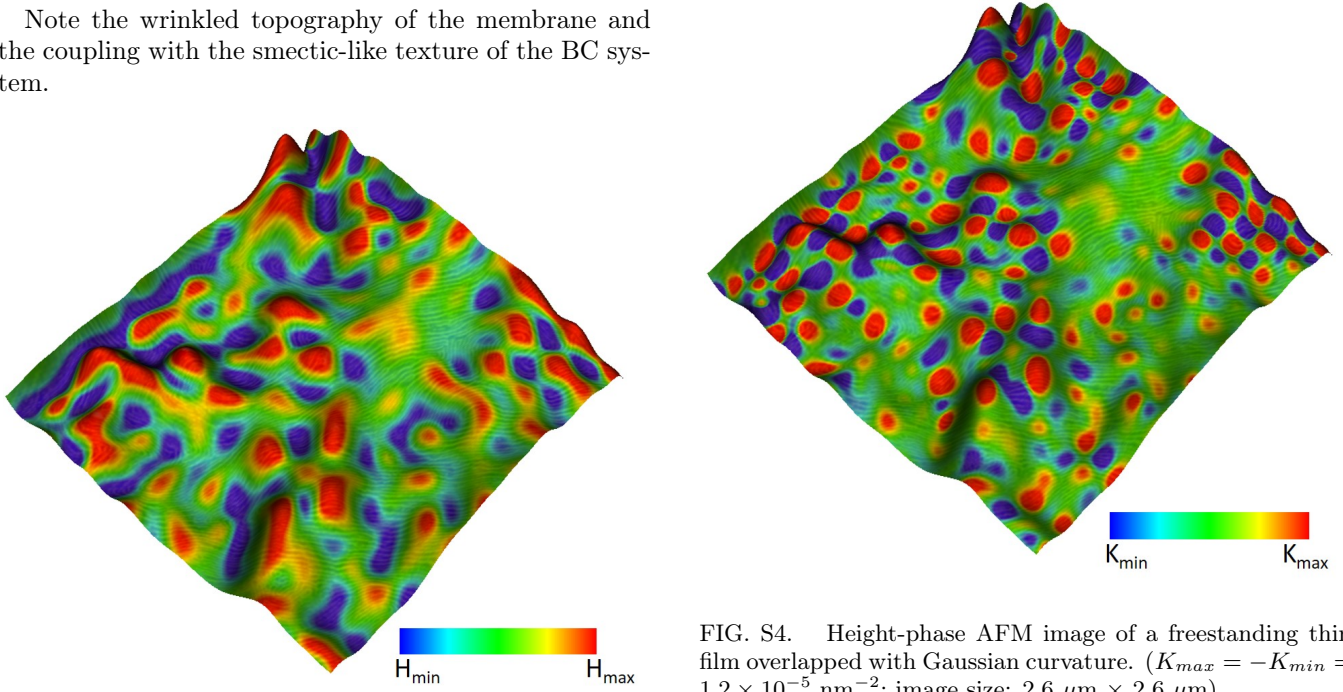 Note the wrinkled topography of the membrane and
the coupling with the smectic-like texture of the BC sys-
tem.
H_min H_max
K_min K_max
FIG. S4. Height-phase AFM image of a freestanding thin
film overlapped with Gaussian curvature. (K_max = −K_min =
1.2 × 10^−5 nm^−2; image size: 2.6 μm × 2.6 μm)